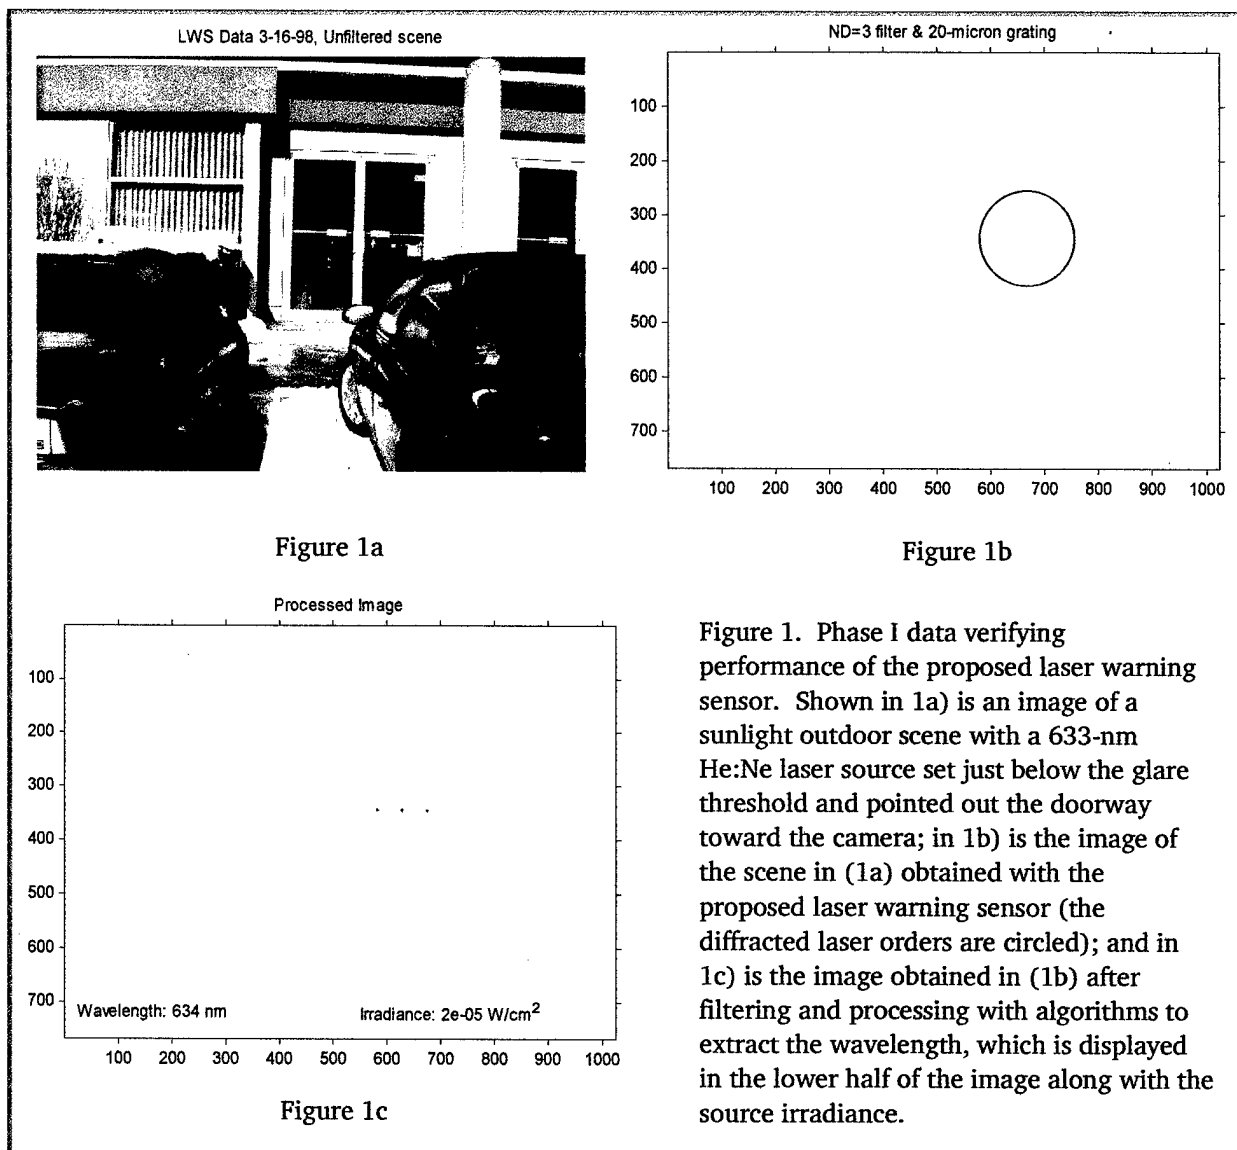 LWS Data 3-16-98, Unfiltered scene
ND=3 filter & 20-micron grating
100
200
300
400
500
600
700
100 200 300 400 500 600 700 800 900 1000
Figure 1a
Figure 1b
Processed Image
100
200
300
400
500
600
700
Wavelength: 634 nm Irradiance: 2e-05 W/cm²
100 200 300 400 500 600 700 800 900 1000
Figure 1c
Figure 1. Phase I data verifying
performance of the proposed laser warning
sensor. Shown in 1a) is an image of a
sunlight outdoor scene with a 633-nm
He:Ne laser source set just below the glare
threshold and pointed out the doorway
toward the camera; in 1b) is the image of
the scene in (1a) obtained with the
proposed laser warning sensor (the
diffracted laser orders are circled); and in
1c) is the image obtained in (1b) after
filtering and processing with algorithms to
extract the wavelength, which is displayed
in the lower half of the image along with the
source irradiance.